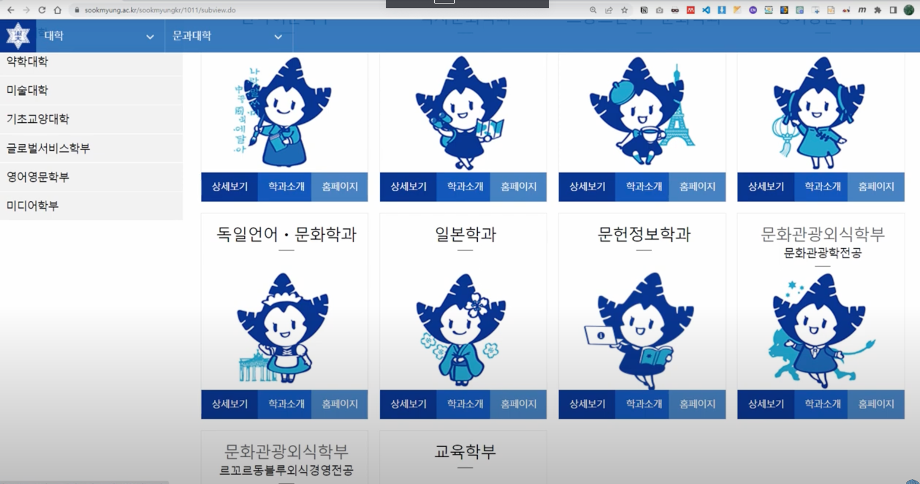 sookmyung.ac.kr/sookmyungkr/1011/subview.do
대학
문과대학
약학대학
미술대학
기초교양대학
글로벌서비스학부
영어영문학부
미디어학부
상세보기 학과소개 홈페이지
상세보기 학과소개 홈페이지
상세보기 학과소개 홈페이지
상세보기 학과소개 홈페이지
독일언어・문화학과
일본학과
문헌정보학과
문화관광외식학부
문화관광학전공
상세보기 학과소개 홈페이지
상세보기 학과소개 홈페이지
상세보기 학과소개 홈페이지
상세보기 학과소개 홈페이지
문화관광외식학부
르꼬르동블루외식경영전공
교육학부